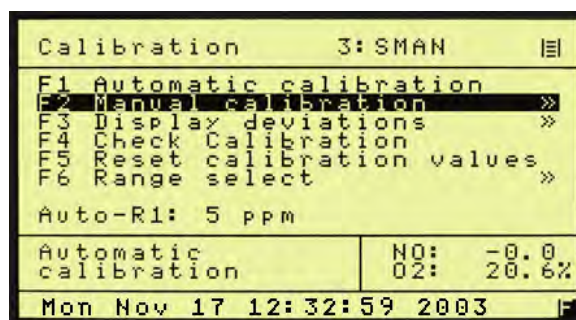 Calibration 3:SMAN
F1 Automatic calibration
F2 Manual calibration »
F3 Display deviations »
F4 Check Calibration
F5 Reset calibration values
F6 Range select »
Auto-R1: 5 ppm
Automatic NO: -0.0
calibration O2: 20.6%
Mon Nov 17 12:32:59 2003 F